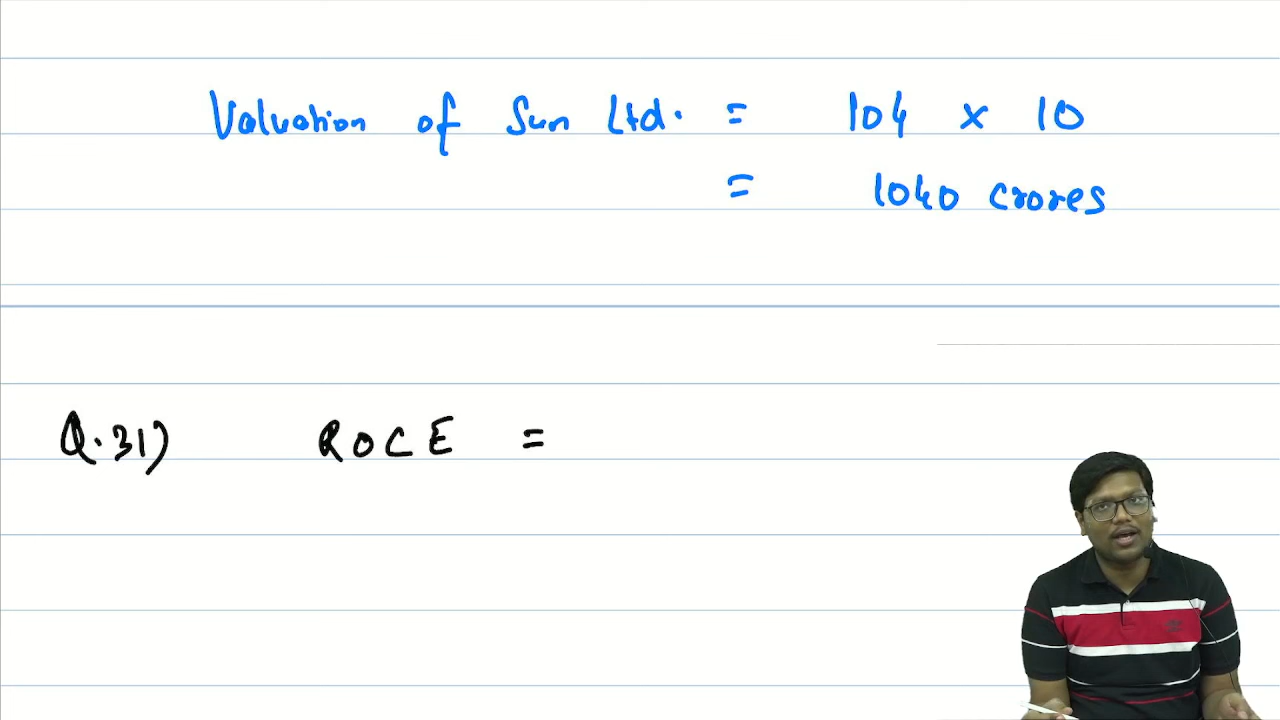 Valuation of Sun Ltd. = 104 x 10
= 1040 crores
Q.31) ROCE =